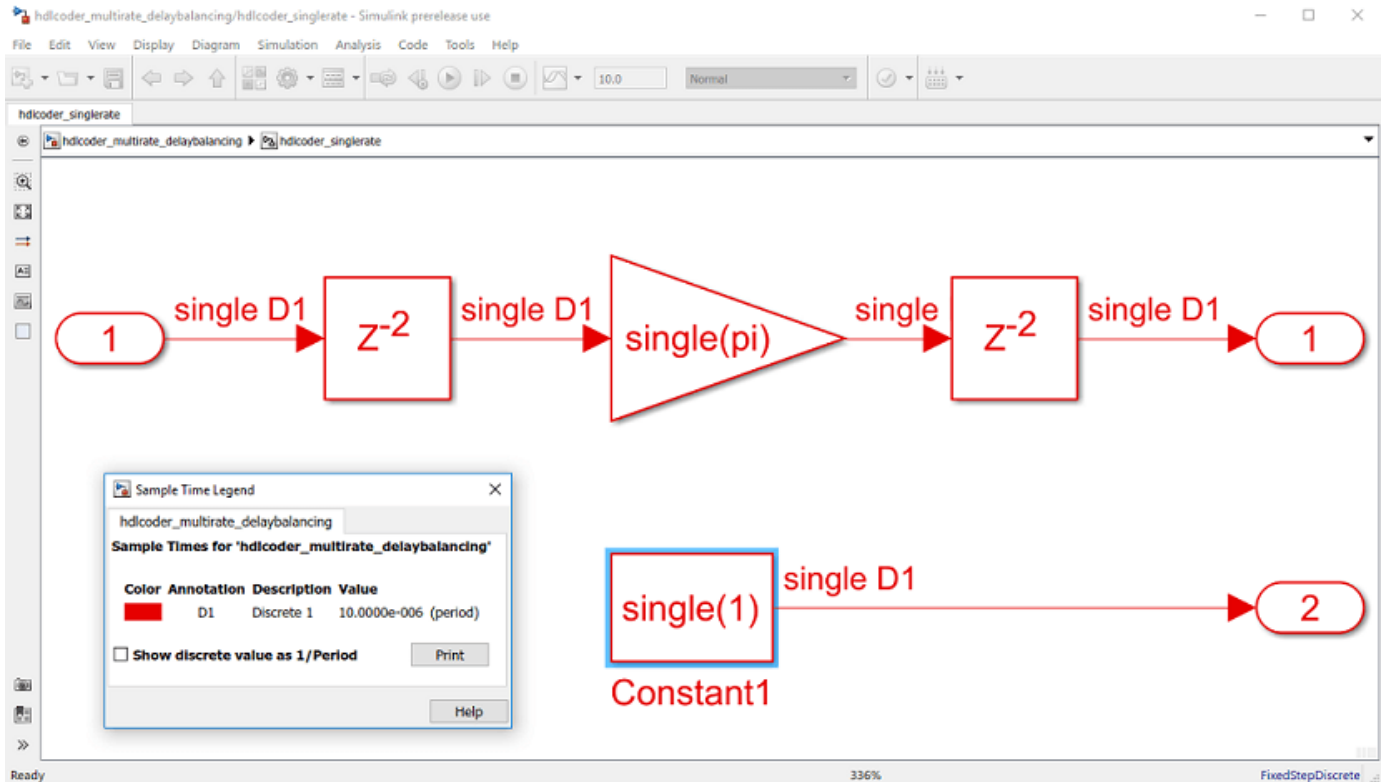 hdlcoder_multirate_delaybalancing/hdlcoder_singlerate - Simulink prerelease use
File Edit View Display Diagram Simulation Analysis Code Tools Help
10.0 Normal
hdlcoder_singlerate
hdlcoder_multirate_delaybalancing hdlcoder_singlerate
1 single D1 z-2 single D1 single(pi) single z-2 single D1 1
Sample Time Legend
hdlcoder_multirate_delaybalancing
Sample Times for 'hdlcoder_multirate_delaybalancing'
Color Annotation Description Value
D1 Discrete 1 10.0000e-006 (period)
Show discrete value as 1/Period Print
Help
single(1) single D1 2
Constant1
Ready 336% FixedStepDiscrete